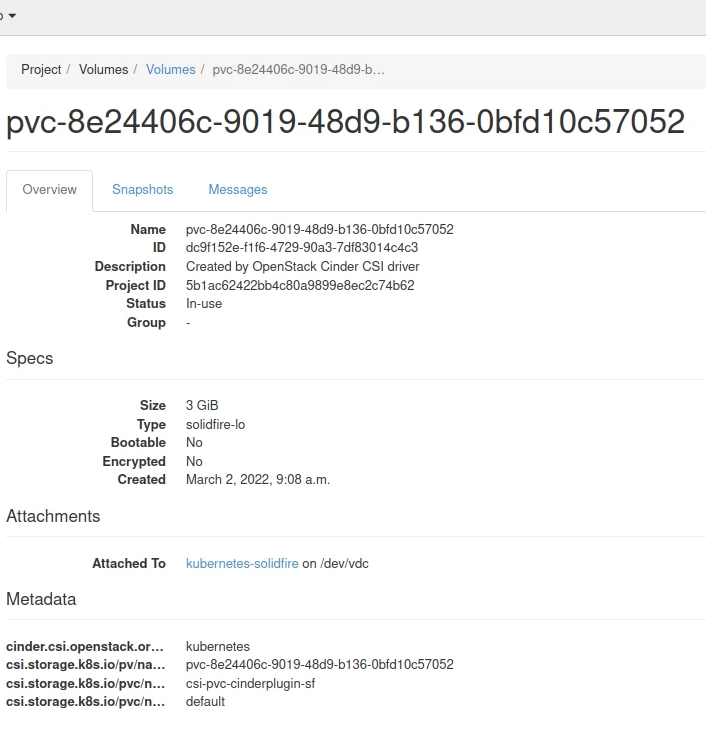 Project / Volumes / Volumes / pvc-8e24406c-9019-48d9-b…
pvc-8e24406c-9019-48d9-b136-0bfd10c57052
Overview Snapshots Messages
Name pvc-8e24406c-9019-48d9-b136-0bfd10c57052
ID dc9f152e-f1f6-4729-90a3-7df83014c4c3
Description Created by OpenStack Cinder CSI driver
Project ID 5b1ac62422bb4c80a9899e8ec2c74b62
Status In-use
Group -
Specs
Size 3 GiB
Type solidfire-lo
Bootable No
Encrypted No
Created March 2, 2022, 9:08 a.m.
Attachments
Attached To kubernetes-solidfire on /dev/vdc
Metadata
cinder.csi.openstack.or… kubernetes
csi.storage.k8s.io/pv/na… pvc-8e24406c-9019-48d9-b136-0bfd10c57052
csi.storage.k8s.io/pvc/n… csi-pvc-cinderplugin-sf
csi.storage.k8s.io/pvc/n… default